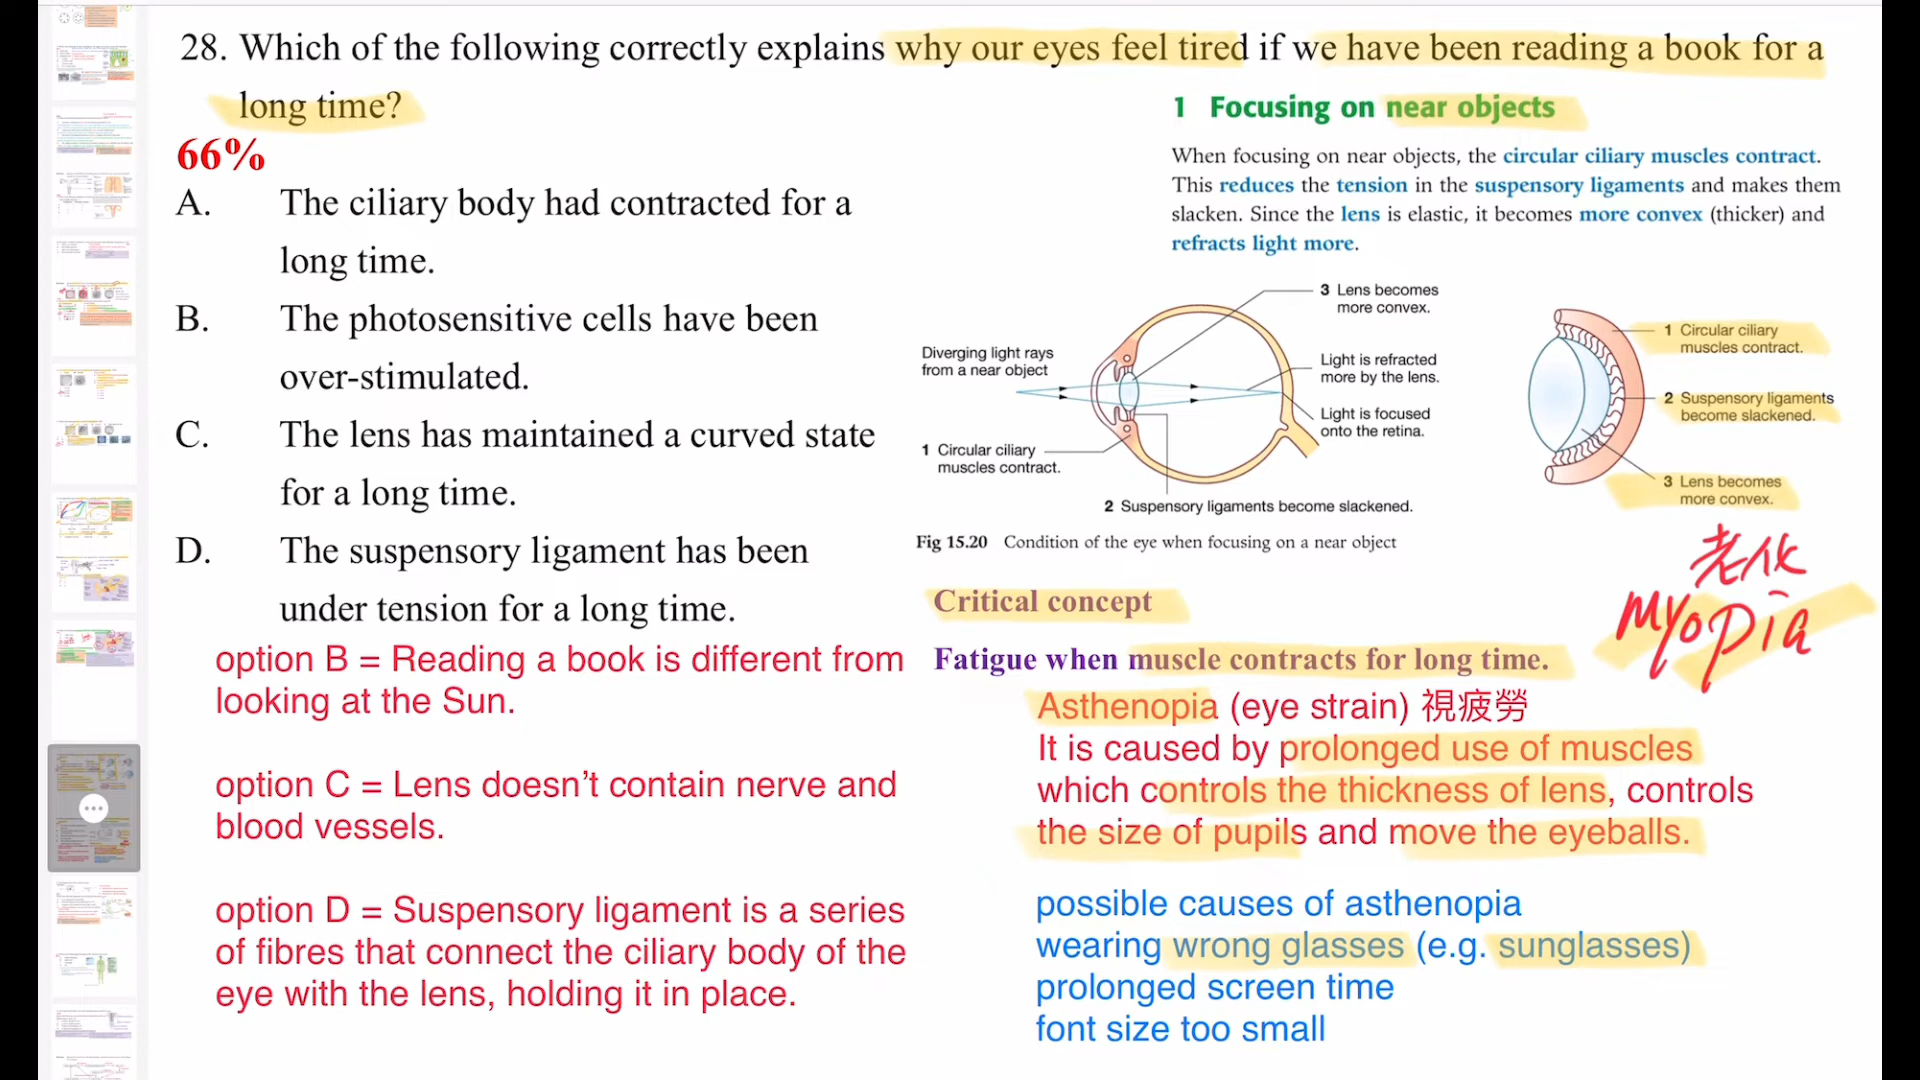 28. Which of the following correctly explains why our eyes feel tired if we have been reading a book for a
long time?
66%
A. The ciliary body had contracted for a
long time.
B. The photosensitive cells have been
over-stimulated.
C. The lens has maintained a curved state
for a long time.
D. The suspensory ligament has been
under tension for a long time.
option B = Reading a book is different from
looking at the Sun.
option C = Lens doesn't contain nerve and
blood vessels.
option D = Suspensory ligament is a series
of fibres that connect the ciliary body of the
eye with the lens, holding it in place.
1 Focusing on near objects
When focusing on near objects, the circular ciliary muscles contract.
This reduces the tension in the suspensory ligaments and makes them
slacken. Since the lens is elastic, it becomes more convex (thicker) and
refracts light more.
3 Lens becomes
more convex.
Diverging light rays
from a near object
Light is refracted
more by the lens.
Light is focused
onto the retina.
1 Circular ciliary
muscles contract.
2 Suspensory ligaments become slackened.
1 Circular ciliary
muscles contract.
2 Suspensory ligaments
become slackened.
3 Lens becomes
more convex.
Fig 15.20 Condition of the eye when focusing on a near object
老化
myopia
Critical concept
Fatigue when muscle contracts for long time.
Asthenopia (eye strain) 視疲勞
It is caused by prolonged use of muscles
which controls the thickness of lens, controls
the size of pupils and move the eyeballs.
possible causes of asthenopia
wearing wrong glasses (e.g. sunglasses)
prolonged screen time
font size too small